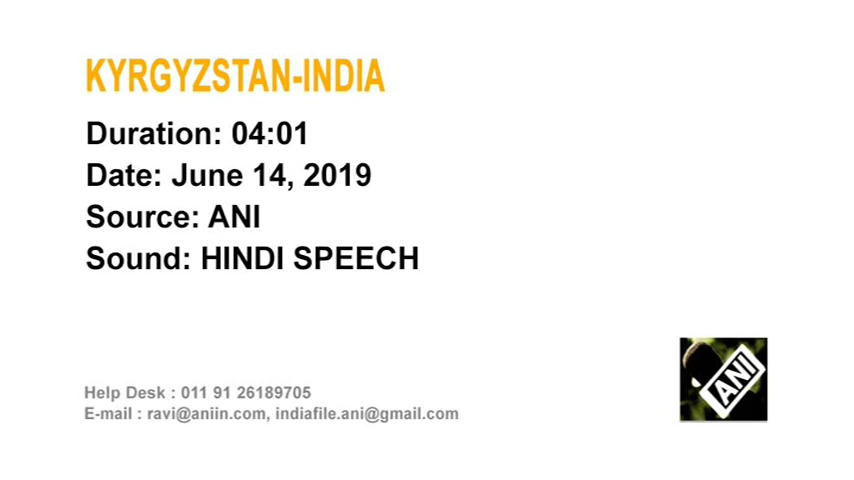 KYRGYZSTAN-INDIA
Duration: 04:01
Date: June 14, 2019
Source: ANI
Sound: HINDI SPEECH
Help Desk : 011 91 26189705
E-mail : ravi@aniin.com, indiafile.ani@gmail.com
ANI